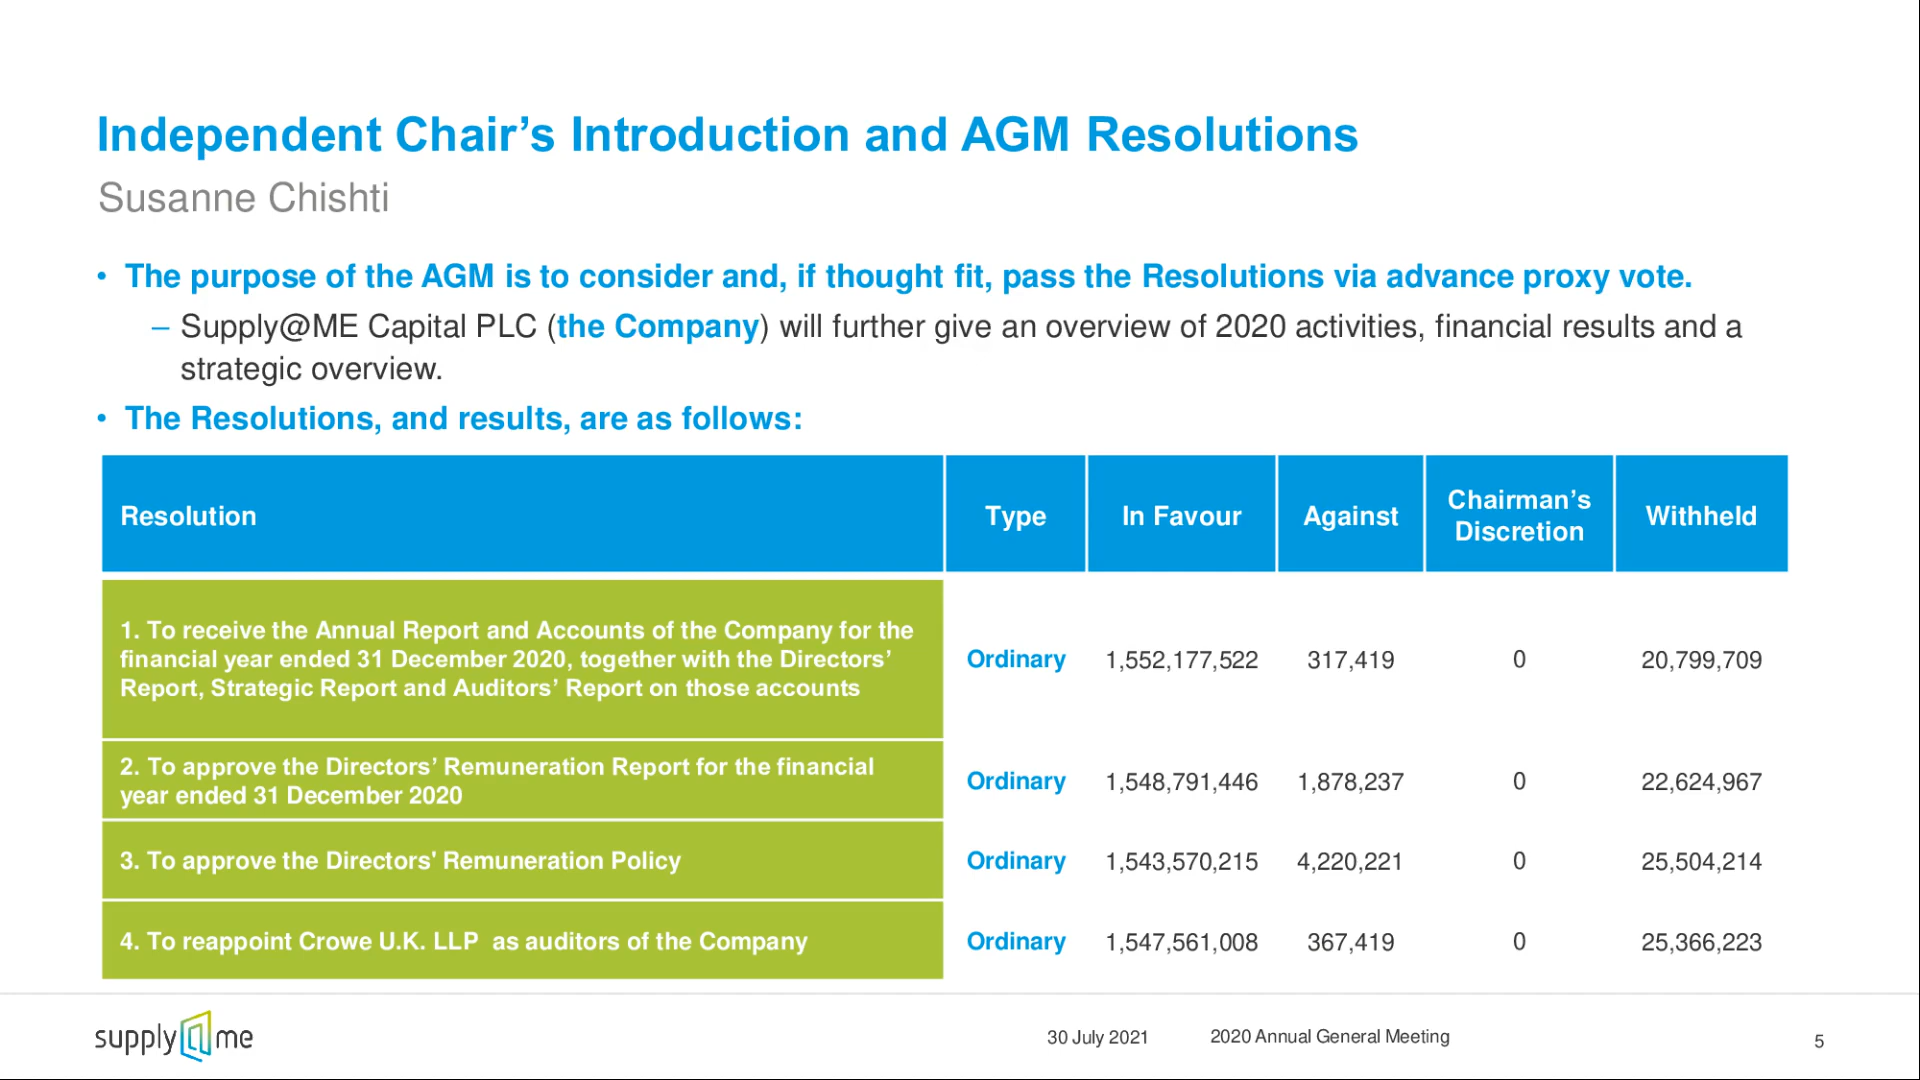 Independent Chair’s Introduction and AGM Resolutions
Susanne Chishti
• The purpose of the AGM is to consider and, if thought fit, pass the Resolutions via advance proxy vote.
– Supply@ME Capital PLC (the Company) will further give an overview of 2020 activities, financial results and a
strategic overview.
• The Resolutions, and results, are as follows:
Resolution Type In Favour Against Chairman’s Discretion Withheld
1. To receive the Annual Report and Accounts of the Company for the
financial year ended 31 December 2020, together with the Directors’
Report, Strategic Report and Auditors’ Report on those accounts
Ordinary 1,552,177,522 317,419 0 20,799,709
2. To approve the Directors’ Remuneration Report for the financial
year ended 31 December 2020
Ordinary 1,548,791,446 1,878,237 0 22,624,967
3. To approve the Directors' Remuneration Policy Ordinary 1,543,570,215 4,220,221 0 25,504,214
4. To reappoint Crowe U.K. LLP as auditors of the Company Ordinary 1,547,561,008 367,419 0 25,366,223
supply me 30 July 2021 2020 Annual General Meeting 5